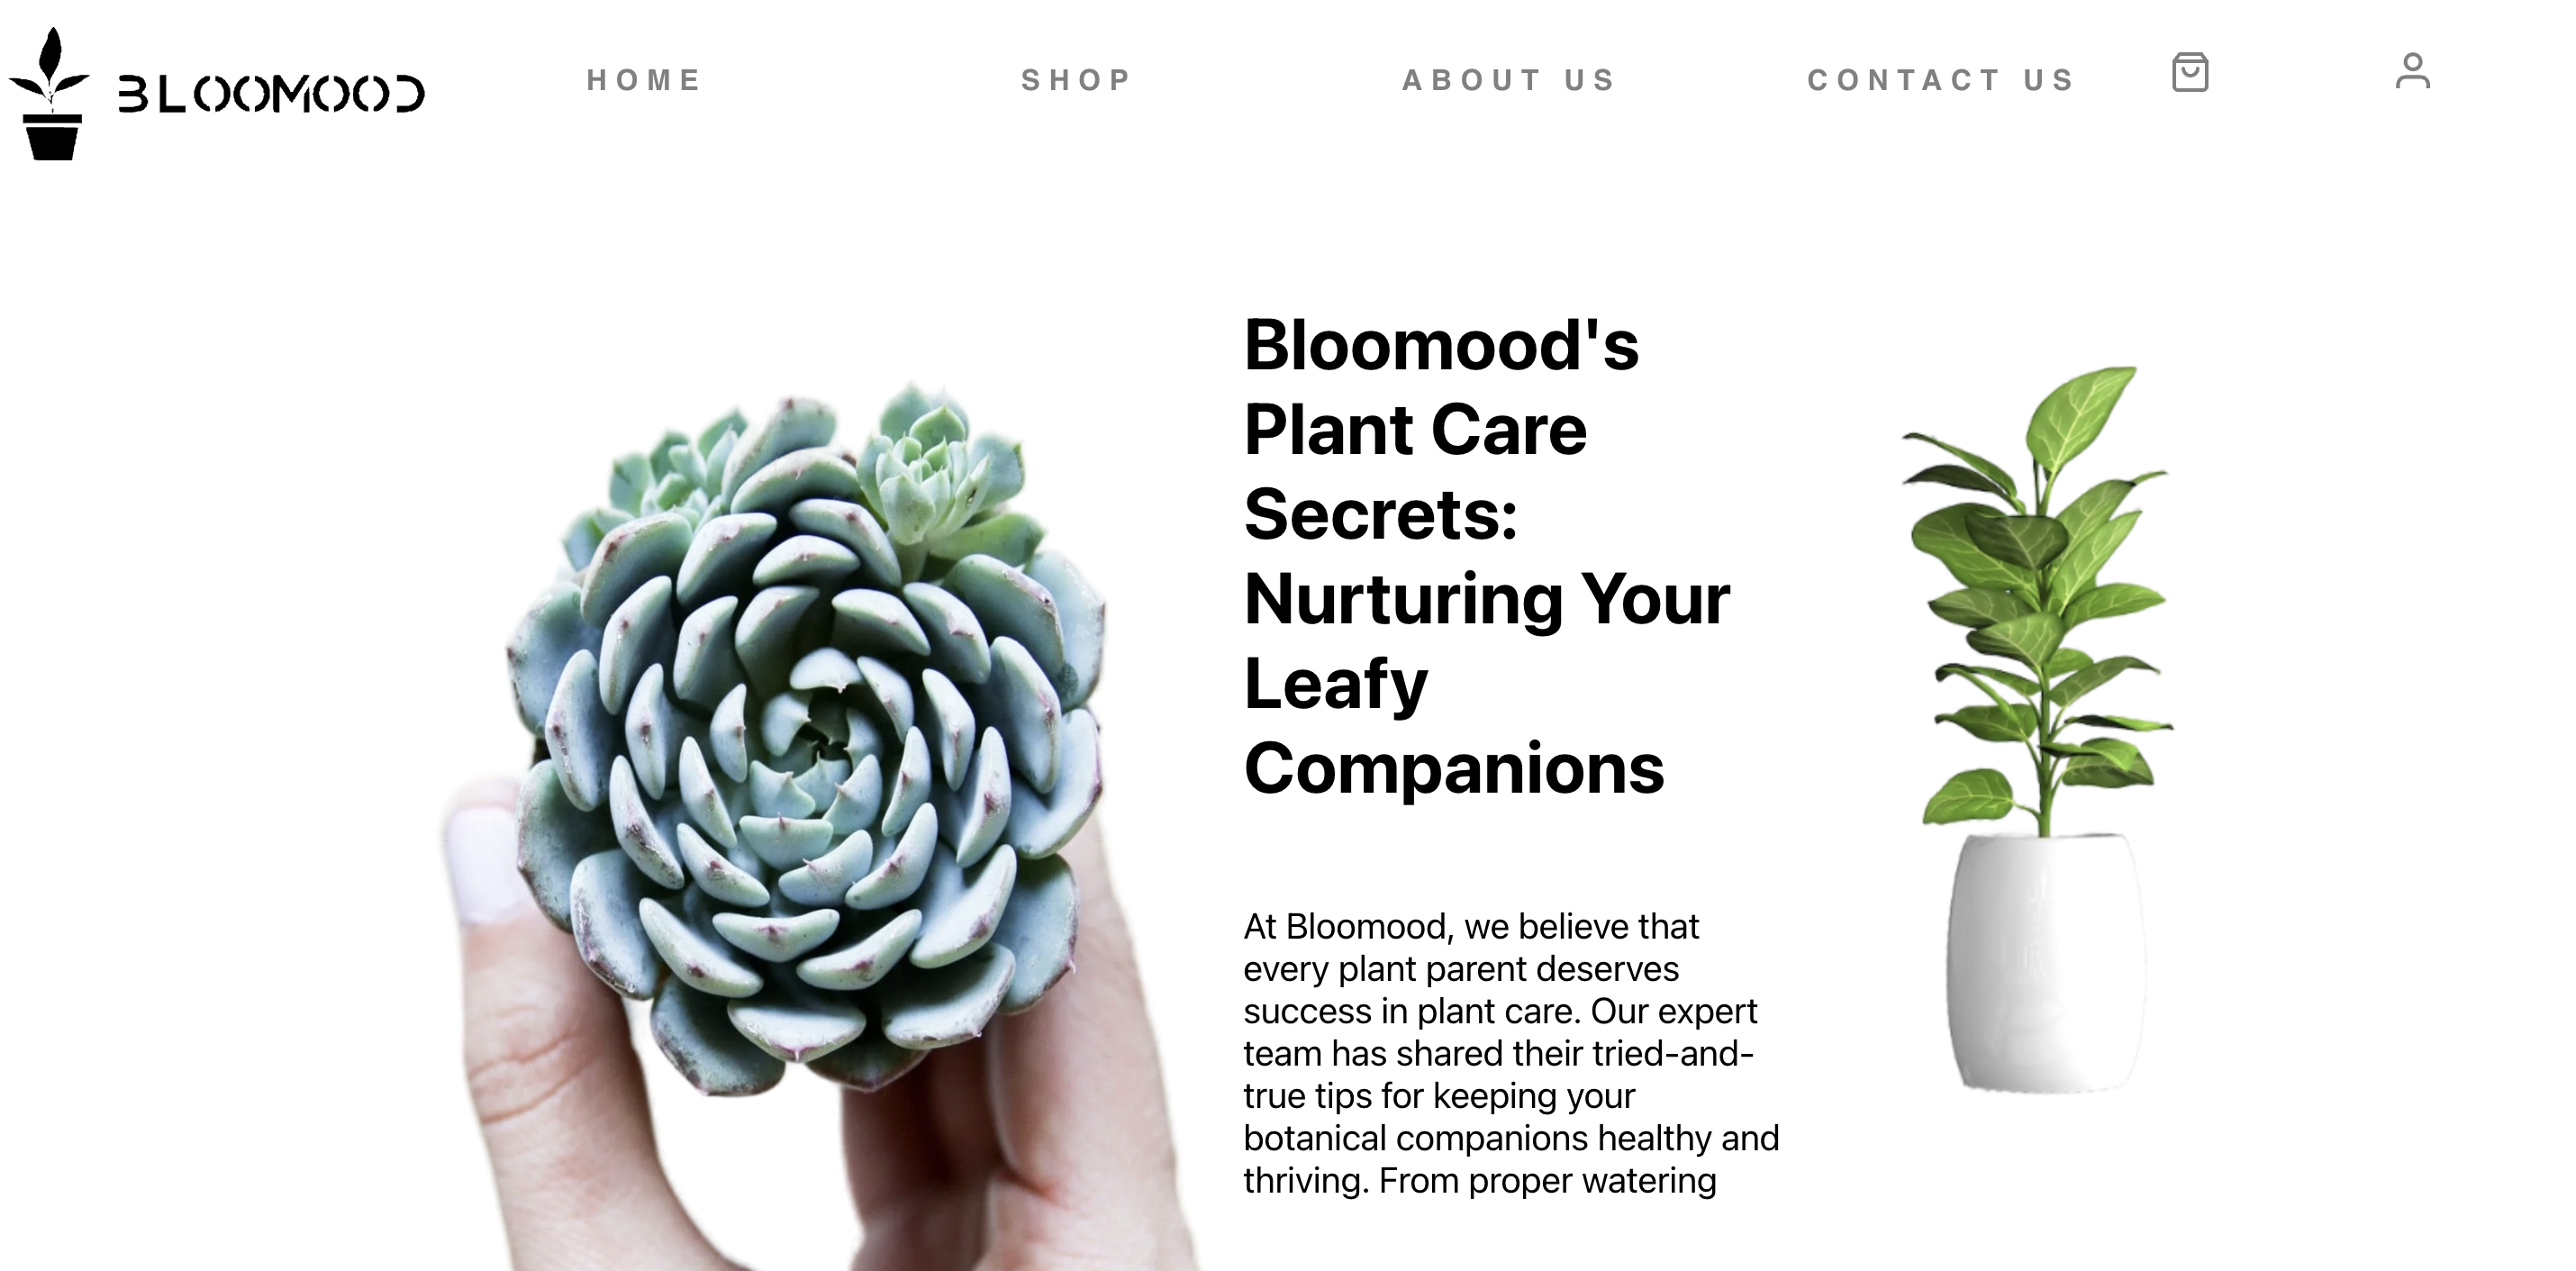 BLOOMOOD
HOME
SHOP
ABOUT US
CONTACT US
Bloomood's
Plant Care
Secrets:
Nurturing Your
Leafy
Companions
At Bloomood, we believe that
every plant parent deserves
success in plant care. Our expert
team has shared their tried-and-
true tips for keeping your
botanical companions healthy and
thriving. From proper watering